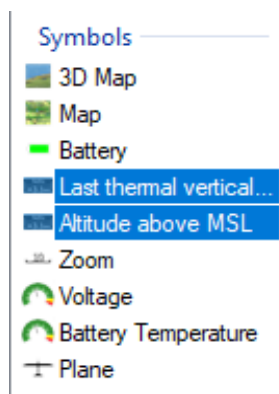 Symbols
3D Map
Map
Battery
Last thermal vertical...
Altitude above MSL
Zoom
Voltage
Battery Temperature
Plane